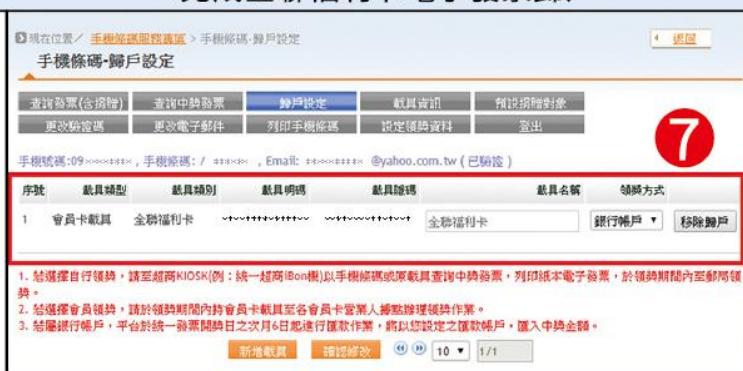 現在位置／ 手機條碼服務專區 > 手機條碼-歸戶設定
返回
手機條碼-歸戶設定
查詢發票(含捐贈) 查詢中獎發票 歸戶設定 載具資訊 預設捐贈對象
更改驗證碼 更改電子郵件 列印手機條碼 設定領獎資料 登出
7
手機號碼:09 , 手機條碼: / , Email: @yahoo.com.tw ( 已驗證 )
序號 載具類型 載具類別 載具明碼 載具隱碼 載具名稱 領獎方式
1 會員卡載具 全聯福利卡 全聯福利卡 銀行帳戶 移除歸戶
1. 若選擇自行領獎，請至超商KIOSK(例：統一超商iBon機)以手機條碼或原載具查詢中獎發票，列印紙本電子發票，於領獎期間內至郵局領
獎。
2. 若選擇會員領獎，請於領獎期間內持會員卡載具至各會員卡營業人據點辦理領獎作業。
3. 若屬銀行帳戶，平台於統一發票開獎日之次月6日起進行匯款作業，將以您設定之匯款帳戶，匯入中獎金額。
新增載具 確認修改 10 1/1